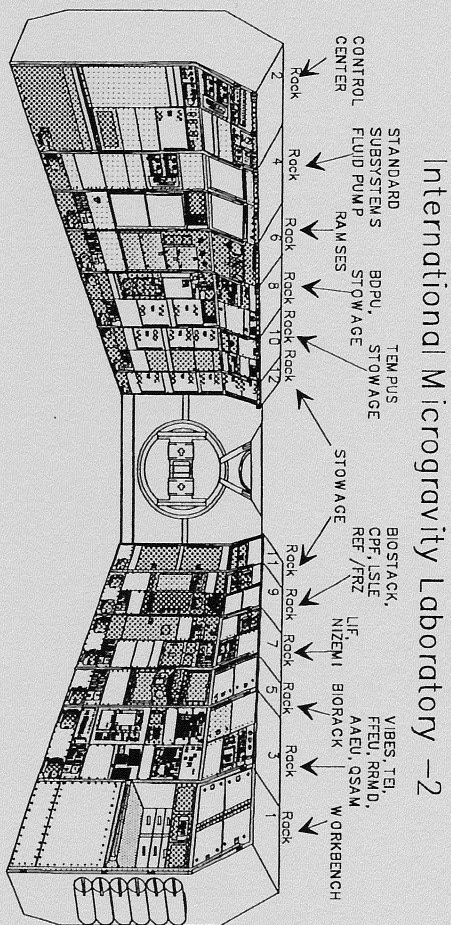 International Microgravity Laboratory -2
CONTROL
CENTER
STANDARD
SUBSYSTEMS
FLUID PUMP
RAMSES
BDPU,
STOWAGE
TEMPUS
STOWAGE
STOWAGE
BIOSTACK,
CPF, LSLE
REF/FRZ
LIF,
NIZEMI
BIORACK
VIBES, TEI,
FFEU, RRMD,
AAEU, QSAM
WORKBENCH
Rack
2
Rack
4
Rack
6
Rack
8
Rack
10
Rack
12
Rack
11
Rack
9
Rack
7
Rack
5
Rack
3
Rack
1